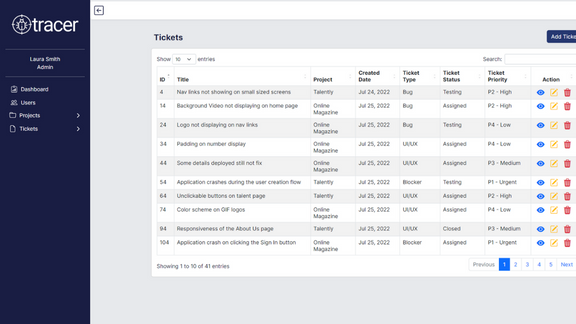 tracer
Laura Smith
Admin
Dashboard
Users
Projects
Tickets
Tickets
Add Ticke
Show 10 entries
Search:
ID Title Project Created Date Ticket Type Ticket Status Ticket Priority Action
4 Nav links not showing on small sized screens Talently Jul 24, 2022 Bug Testing P2 - High
14 Background Video not displaying on home page Online Magazine Jul 25, 2022 Bug Assigned P2 - High
24 Logo not displaying on nav links Online Magazine Jul 25, 2022 Bug Testing P4 - Low
34 Padding on number display Online Magazine Jul 25, 2022 UI/UX Assigned P4 - Low
44 Some details deployed still not fix Online Magazine Jul 25, 2022 UI/UX Assigned P3 - Medium
54 Application crashes during the user creation flow Talently Jul 25, 2022 Blocker Testing P1 - Urgent
64 Unclickable buttons on talent page Talently Jul 25, 2022 UI/UX Assigned P2 - High
74 Color scheme on GIF logos Online Magazine Jul 25, 2022 UI/UX Assigned P4 - Low
94 Responsiveness of the About Us page Talently Jul 25, 2022 UI/UX Closed P3 - Medium
104 Application crash on clicking the Sign In button Online Magazine Jul 25, 2022 Blocker Assigned P1 - Urgent
Showing 1 to 10 of 41 entries
Previous 1 2 3 4 5 Next